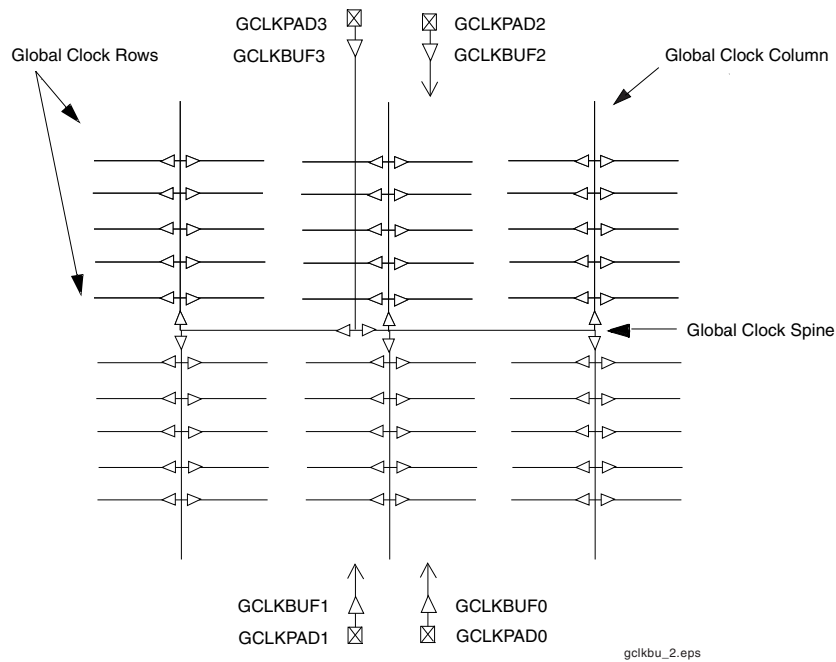 GCLKPAD3
GCLKPAD2
Global Clock Rows
GCLKBUF3
GCLKBUF2
Global Clock Column
Global Clock Spine
GCLKBUF1
GCLKBUF0
GCLKPAD1
GCLKPAD0
gclkbu_2.eps